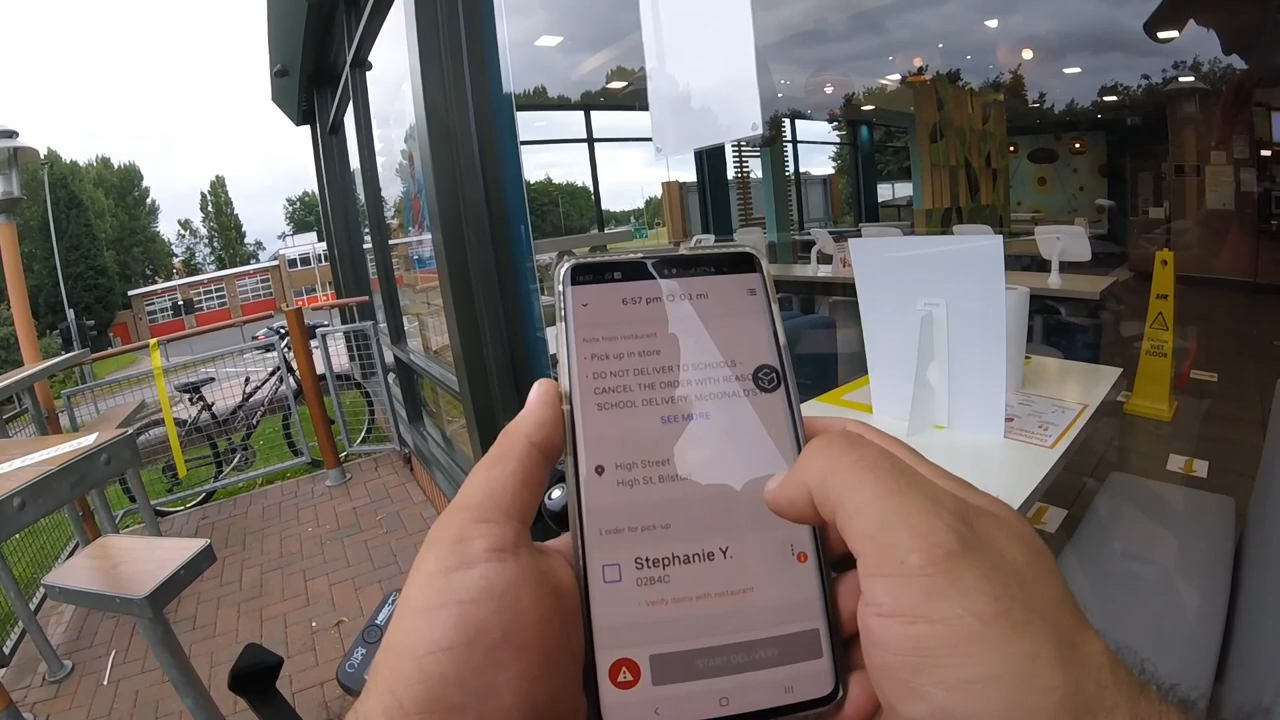 6:57 pm 0.1 mi
Note from restaurant
• Pick up in store
• DO NOT DELIVER TO SCHOOLS -
CANCEL THE ORDER WITH REASO
'SCHOOL DELIVERY, McDONALD'S
SEE MORE
High Street
High St, Bilston
1 order for pick-up
Stephanie Y.
02B4C
• Verify items with restaurant
START DELIVERY
CAUTION
WET
FLOOR